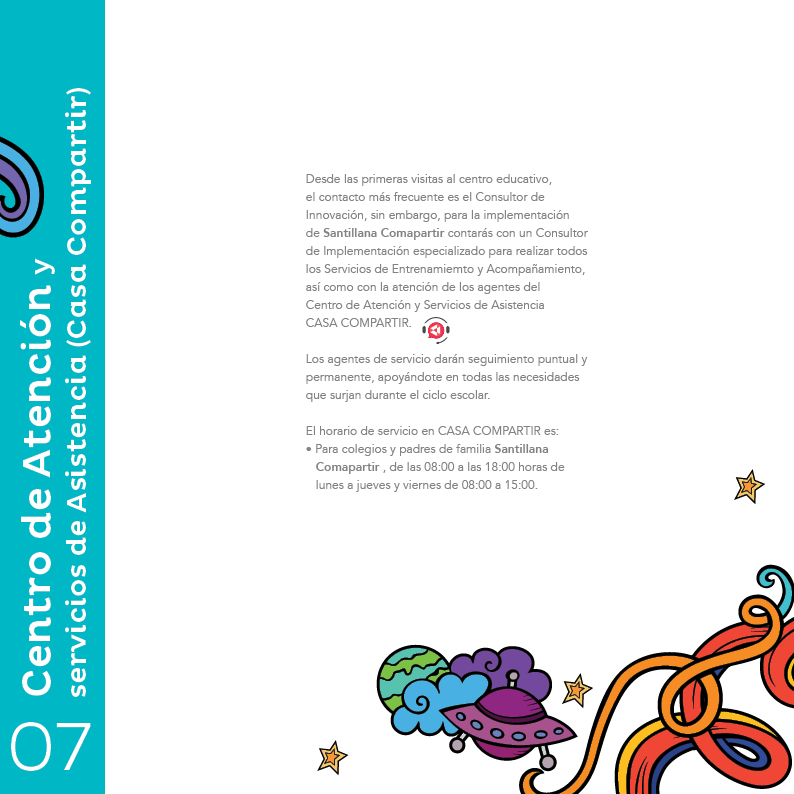 Centro de Atención y
servicios de Asistencia (Casa Compartir)
07
Desde las primeras visitas al centro educativo,
el contacto más frecuente es el Consultor de
Innovación, sin embargo, para la implementación
de Santillana Comapartir contarás con un Consultor
de Implementación especializado para realizar todos
los Servicios de Entrenamiemto y Acompañamiento,
así como con la atención de los agentes del
Centro de Atención y Servicios de Asistencia
CASA COMPARTIR.
Los agentes de servicio darán seguimiento puntual y
permanente, apoyándote en todas las necesidades
que surjan durante el ciclo escolar.
El horario de servicio en CASA COMPARTIR es:
• Para colegios y padres de familia Santillana
Comapartir , de las 08:00 a las 18:00 horas de
lunes a jueves y viernes de 08:00 a 15:00.